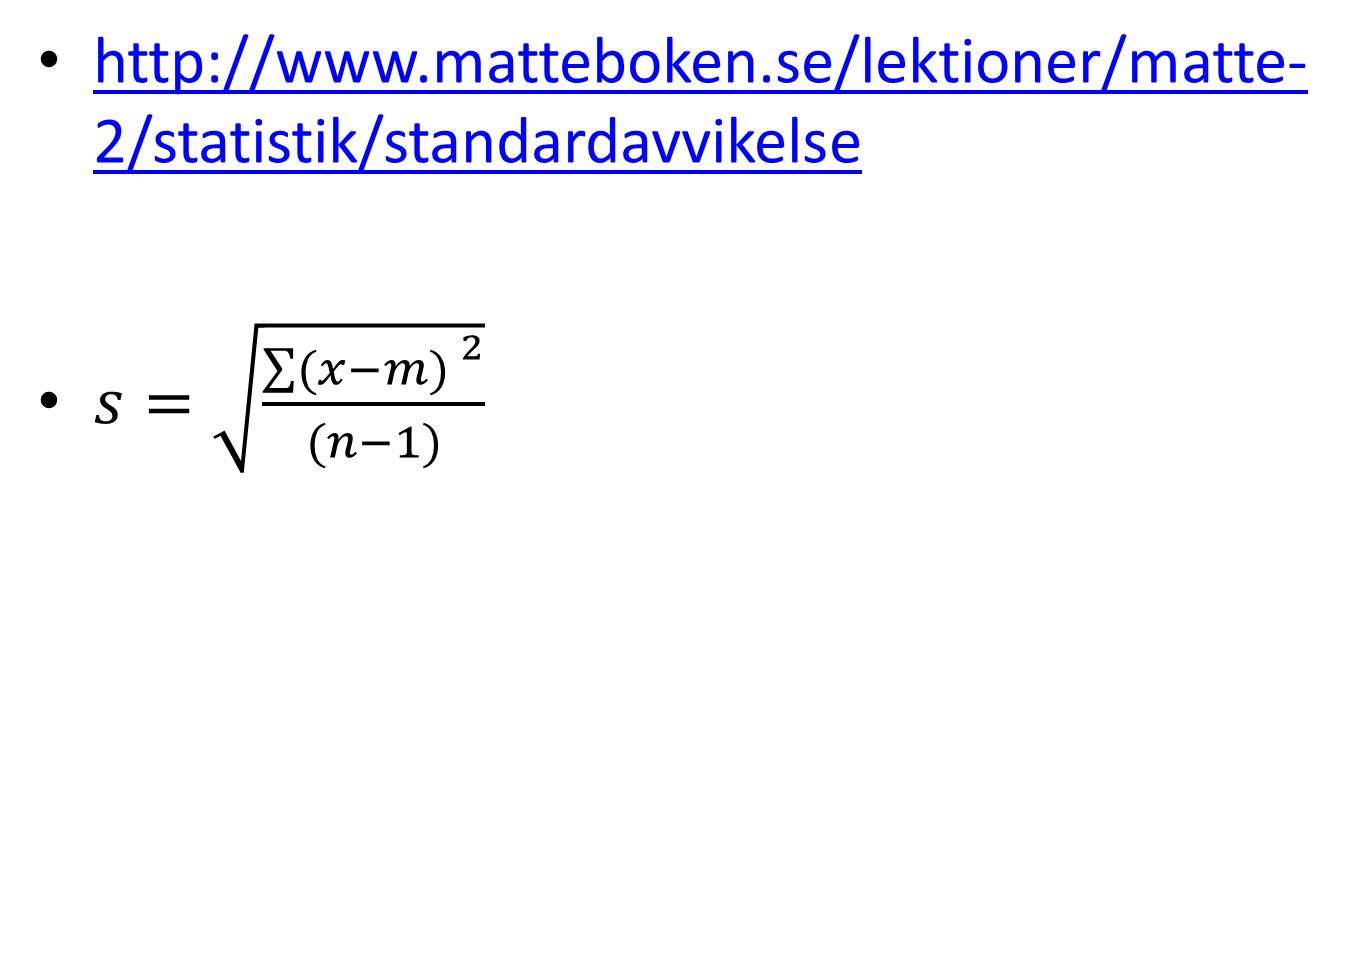 • http://www.matteboken.se/lektioner/matte-
2/statistik/standardavvikelse
• s = √(∑(x−m)²/(n−1))